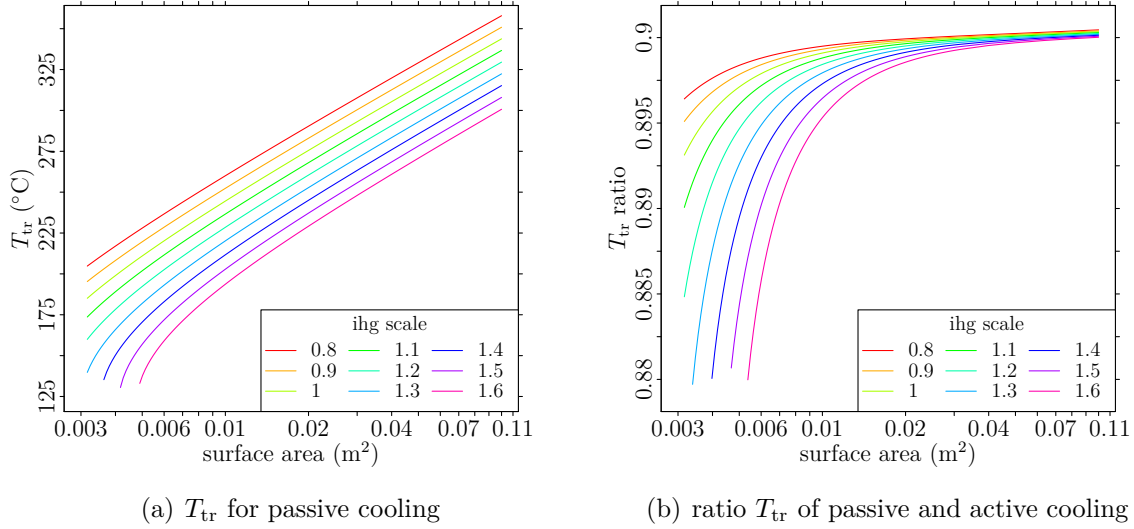 T_tr (°C)
325
275
225
175
125
0.003 0.006 0.01 0.02 0.04 0.07 0.11
surface area (m²)
ihg scale
0.8 1.1 1.4
0.9 1.2 1.5
1 1.3 1.6
(a) T_tr for passive cooling
T_tr ratio
0.9
0.895
0.89
0.885
0.88
0.003 0.006 0.01 0.02 0.04 0.07 0.11
surface area (m²)
ihg scale
0.8 1.1 1.4
0.9 1.2 1.5
1 1.3 1.6
(b) ratio T_tr of passive and active cooling